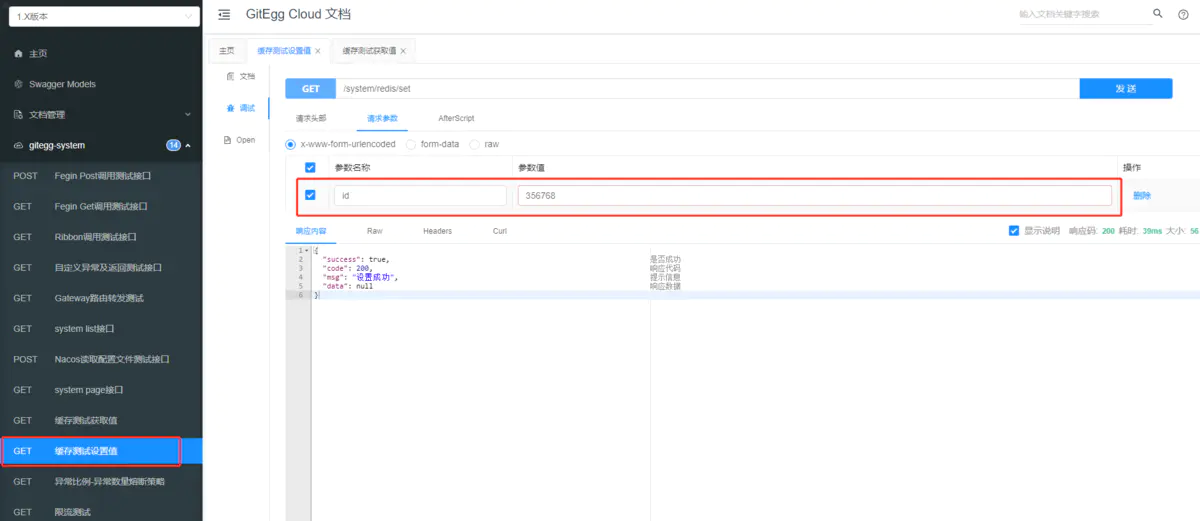 1.X版本
GitEgg Cloud 文档
输入文档关键字搜索
主页
Swagger Models
文档管理
gitegg-system 14
POST Fegin Post调用测试接口
GET Fegin Get调用测试接口
GET Ribbon调用测试接口
GET 自定义异常及返回测试接口
GET Gateway路由转发测试
GET system list接口
POST Nacos读取配置文件测试接口
GET system page接口
GET 缓存测试获取值
GET 缓存测试设置值
GET 异常比例-异常数量熔断策略
GET 限流测试
主页 缓存测试设置值 × 缓存测试获取值 ×
文档
调试
Open
GET /system/redis/set 发 送
请求头部 请求参数 AfterScript
x-www-form-urlencoded form-data raw
参数名称 参数值 操作
id 356768 删除
响应内容 Raw Headers Curl 显示说明 响应码: 200 耗时: 39ms 大小: 56
1 {
2 "success": true, 是否成功
3 "code": 200, 响应代码
4 "msg": "设置成功", 提示信息
5 "data": null 响应数据
6 }